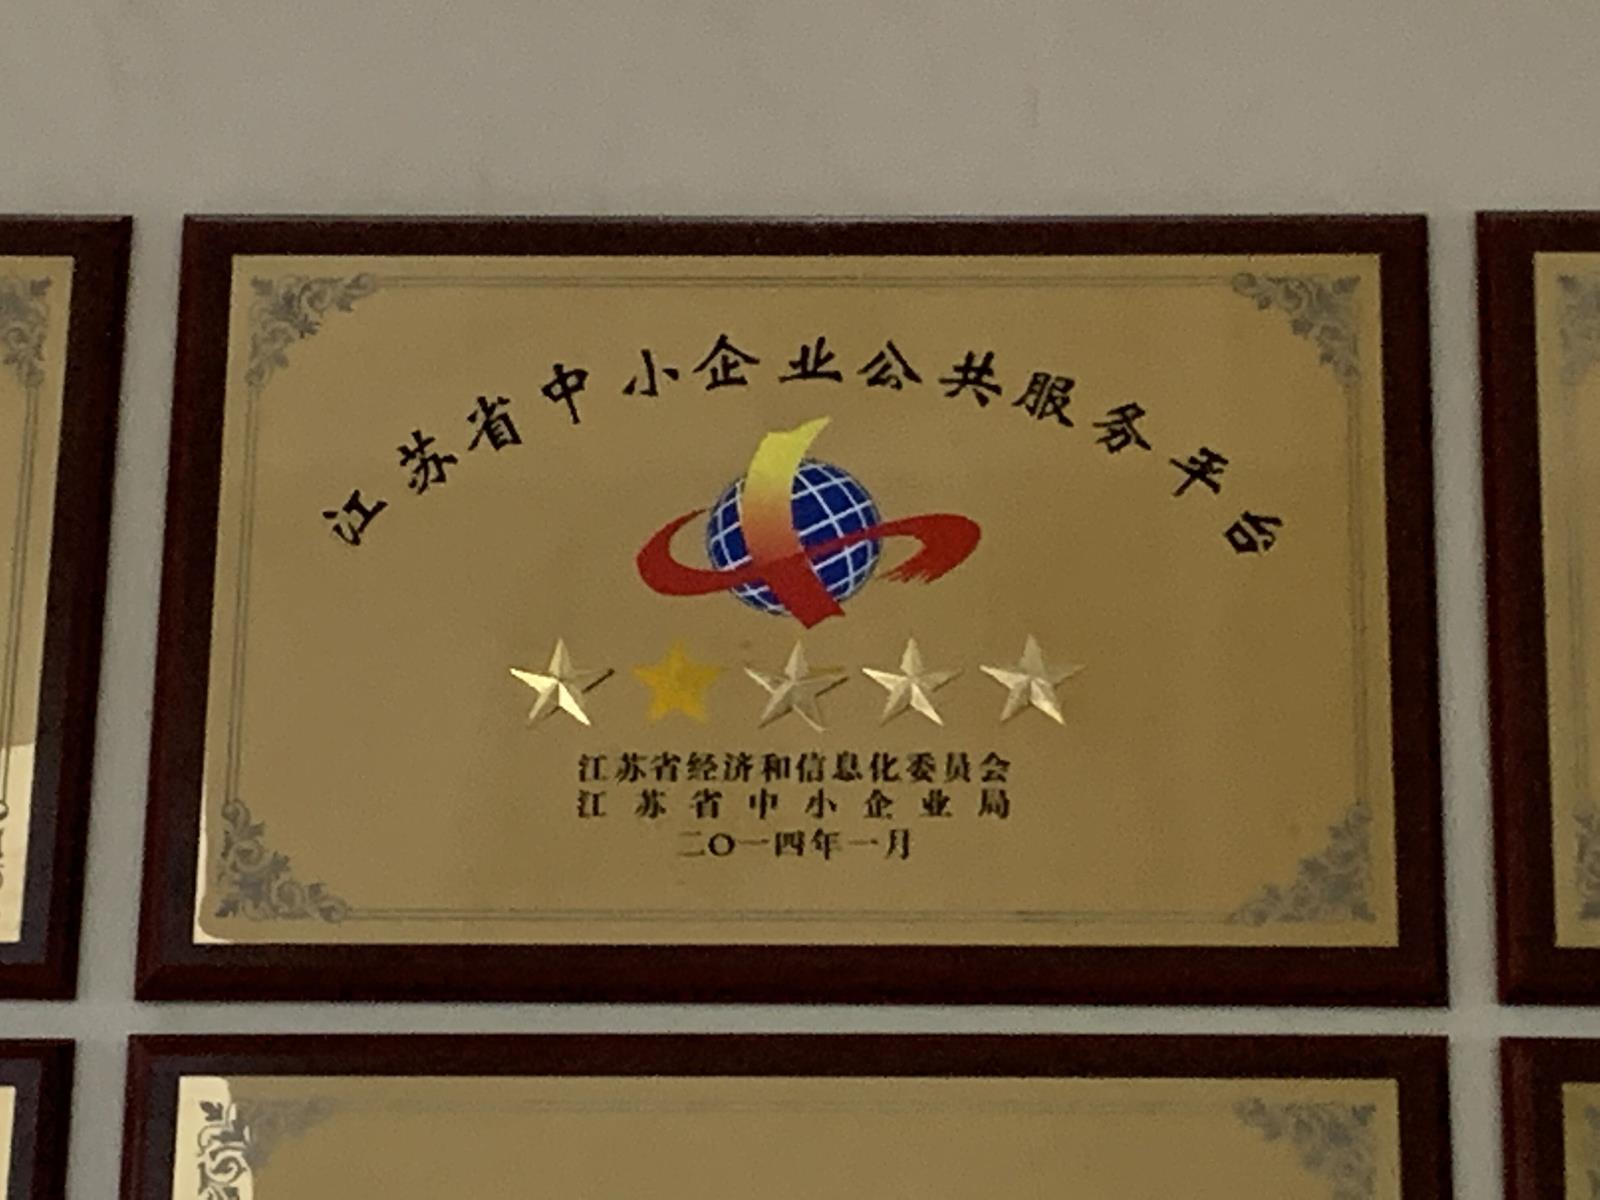 江苏省中小企业公共服务平台
江苏省经济和信息化委员会
江苏省中小企业局
二〇一四年一月